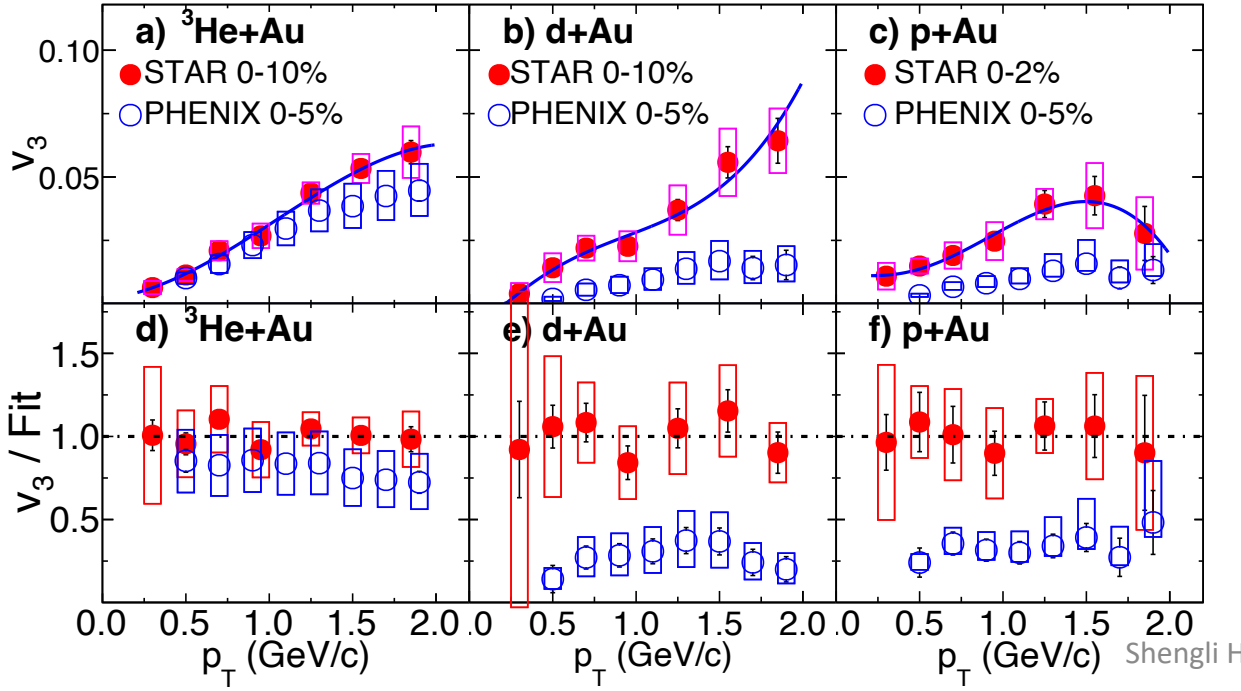 a) ³He+Au
STAR 0-10%
PHENIX 0-5%
b) d+Au
STAR 0-10%
PHENIX 0-5%
c) p+Au
STAR 0-2%
PHENIX 0-5%
0.10
0.05
v₃
d) ³He+Au
e) d+Au
f) p+Au
1.5
1.0
0.5
v₃ / Fit
0.0 0.5 1.0 1.5 2.0 0.5 1.0 1.5 2.0 0.5 1.0 1.5 2.0
p_T (GeV/c) p_T (GeV/c) p_T (GeV/c)
Shengli H